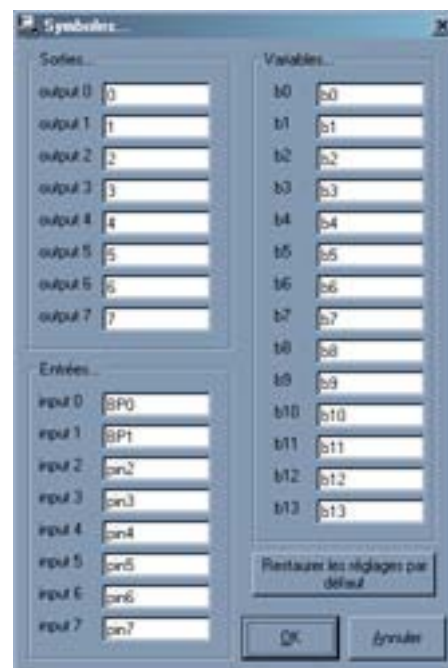 Symboles...
Sorties...
output 0 0
output 1 1
output 2 2
output 3 3
output 4 4
output 5 5
output 6 6
output 7 7
Entrées...
input 0 BP0
input 1 BP1
input 2 pin2
input 3 pin3
input 4 pin4
input 5 pin5
input 6 pin6
input 7 pin7
Variables...
b0 b0
b1 b1
b2 b2
b3 b3
b4 b4
b5 b5
b6 b6
b7 b7
b8 b8
b9 b9
b10 b10
b11 b11
b12 b12
b13 b13
Restaurer les réglages par
défaut
OK
Annuler